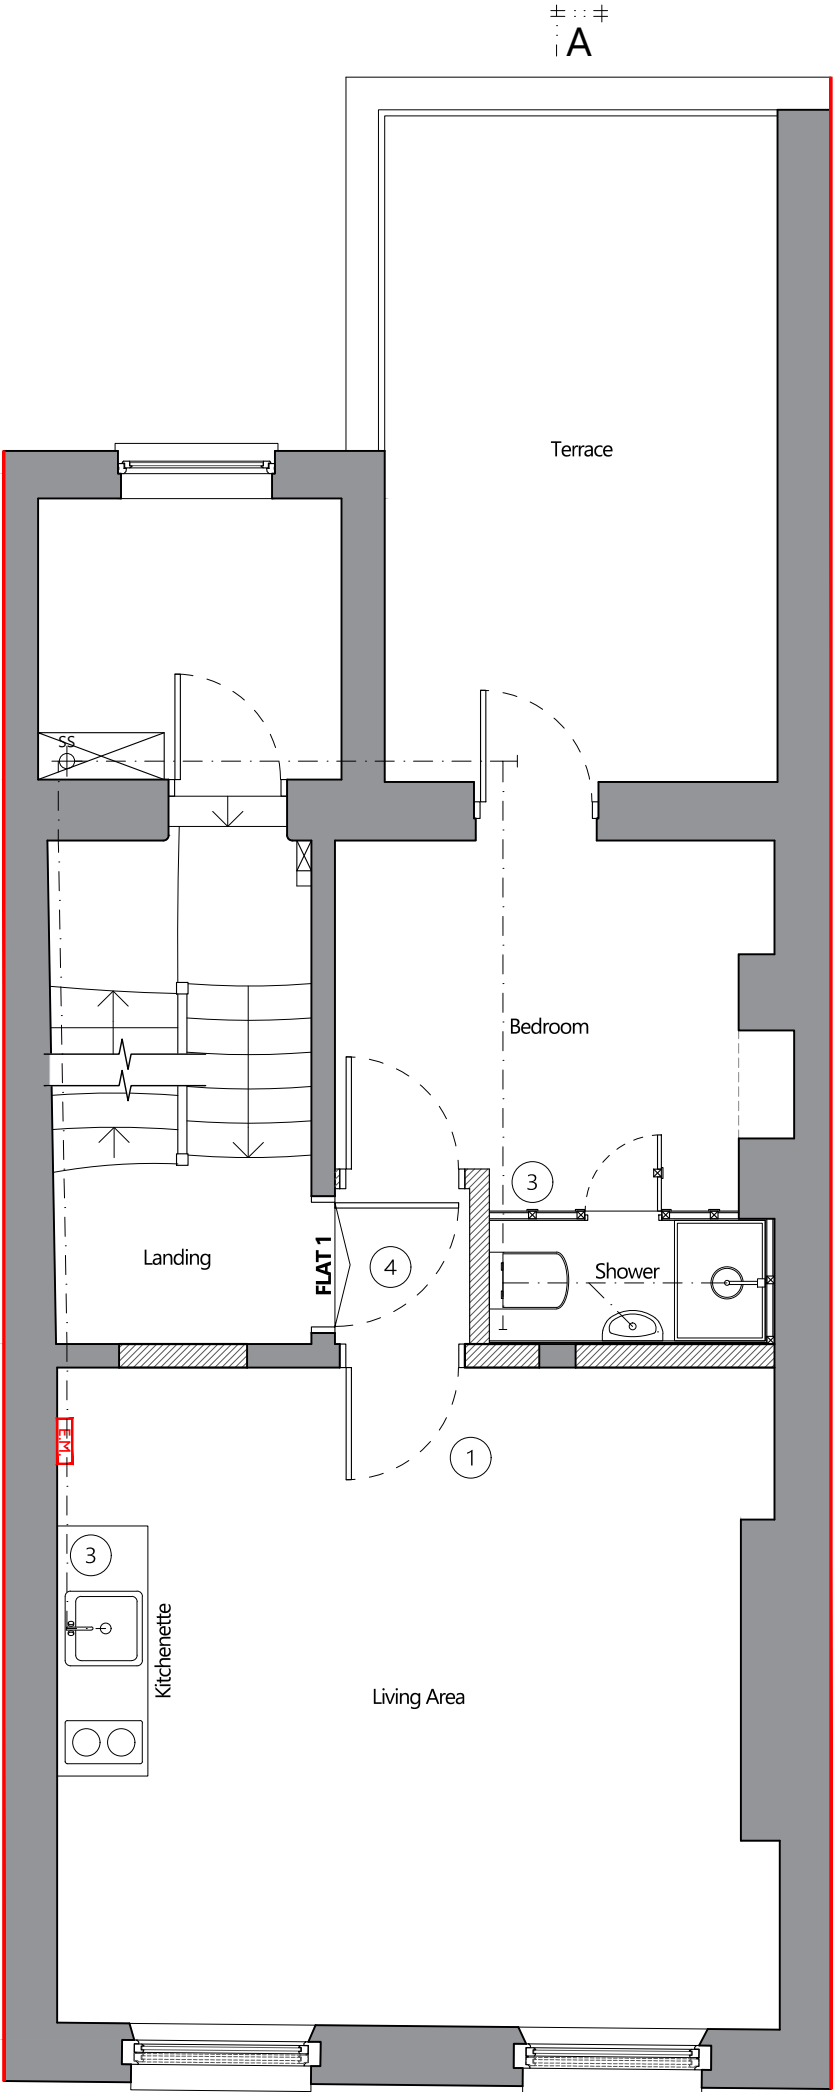 A
Terrace
SS
Bedroom
3
Landing
FLAT 1
4
Shower
1
E.M.
3
Kitchenette
Living Area